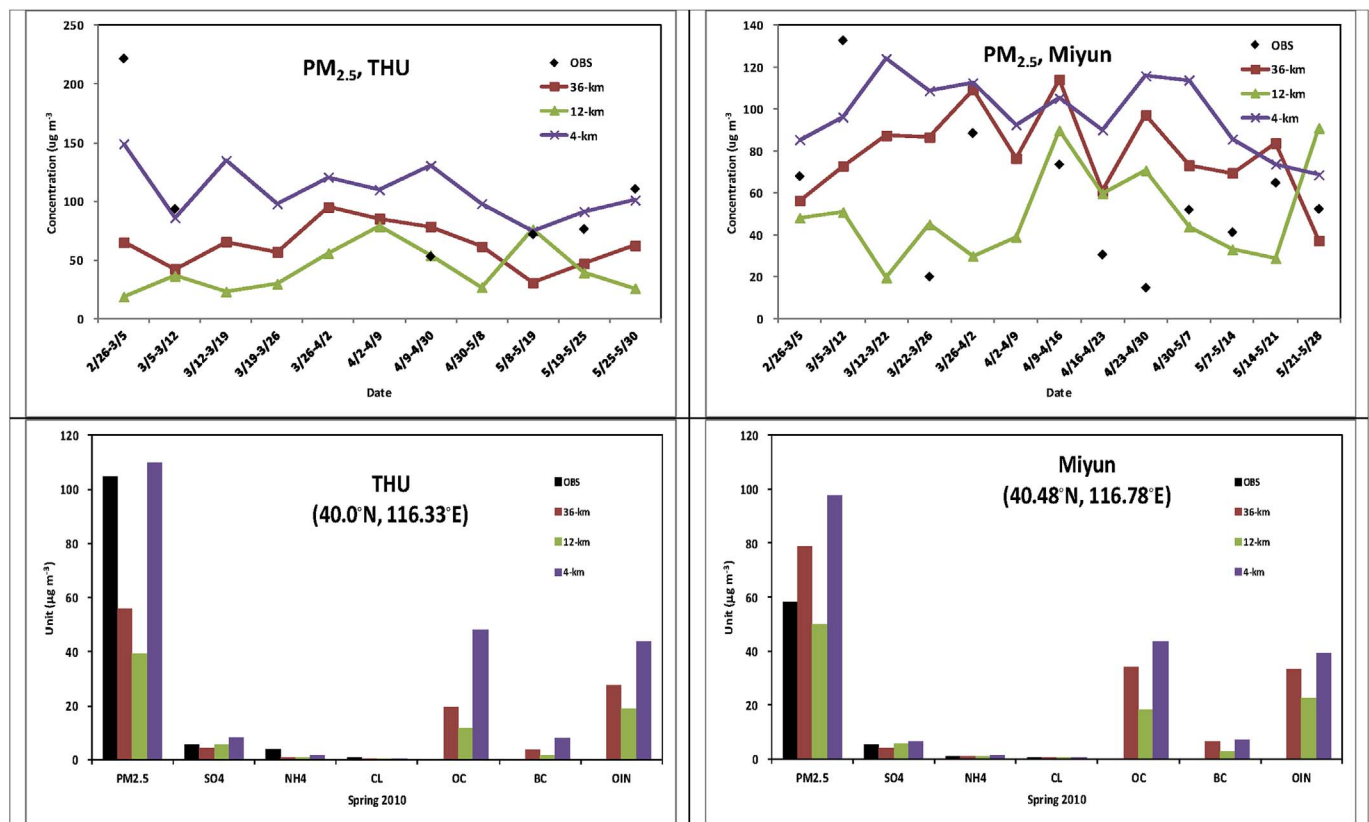 PM2.5, THU
Concentration (ug m-3)
250
200
150
100
50
0
OBS
36-km
12-km
4-km
2/26-3/5
3/5-3/12
3/12-3/19
3/19-3/26
3/26-4/2
4/2-4/9
4/9-4/30
4/30-5/8
5/8-5/19
5/19-5/25
5/25-5/30
Date
PM2.5, Miyun
Concentration (ug m-3)
140
120
100
80
60
40
20
0
OBS
36-km
12-km
4-km
2/26-3/5
3/5-3/12
3/12-3/22
3/22-3/26
3/26-4/2
4/2-4/9
4/9-4/16
4/16-4/23
4/23-4/30
4/30-5/7
5/7-5/14
5/14-5/21
5/21-5/28
Date
THU
(40.0°N, 116.33°E)
Unit (μg m-3)
120
100
80
60
40
20
0
OBS
36-km
12-km
4-km
PM2.5 SO4 NH4 CL OC BC OIN
Spring 2010
Miyun
(40.48°N, 116.78°E)
Unit (μg m-3)
120
100
80
60
40
20
0
OBS
36-km
12-km
4-km
PM2.5 SO4 NH4 CL OC BC OIN
Spring 2010